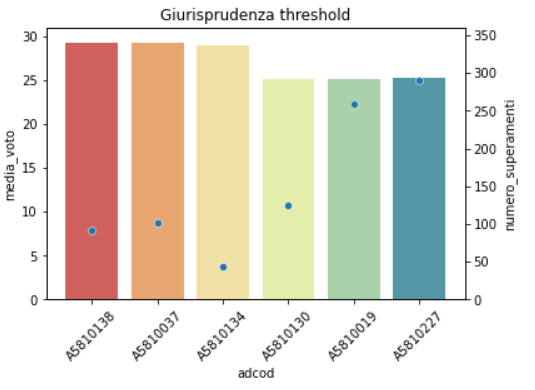 Giurisprudenza threshold
30
25
20
15
10
5
0
media_voto
350
300
250
200
150
100
50
0
numero_superamenti
A5810138
A5810037
A5810134
A5810130
A5810019
A5810227
adcod